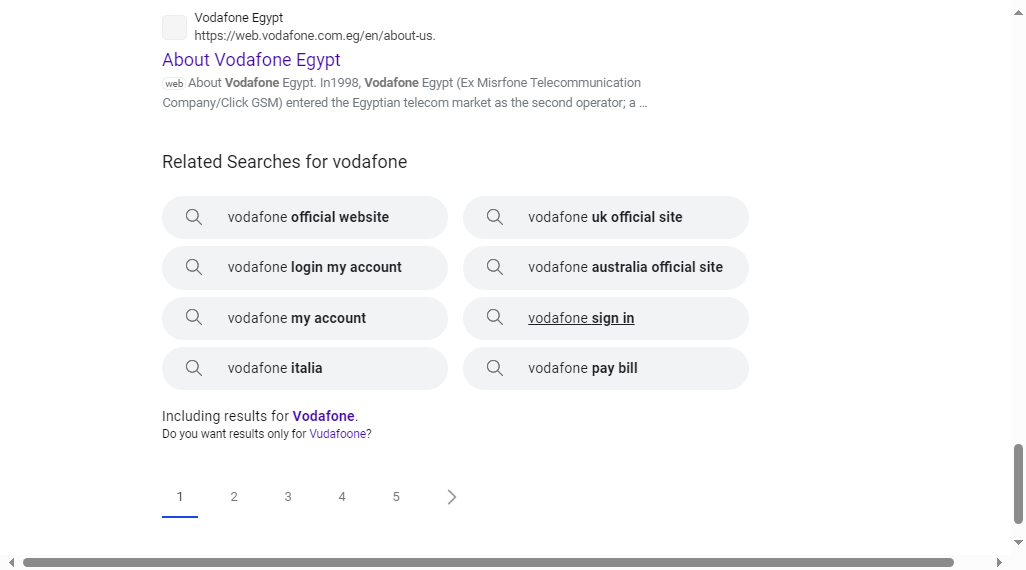 Vodafone Egypt
https://web.vodafone.com.eg/en/about-us.
About Vodafone Egypt
web About Vodafone Egypt. In1998, Vodafone Egypt (Ex Misrfone Telecommunication
Company/Click GSM) entered the Egyptian telecom market as the second operator; a ...
Related Searches for vodafone
vodafone official website
vodafone uk official site
vodafone login my account
vodafone australia official site
vodafone my account
vodafone sign in
vodafone italia
vodafone pay bill
Including results for Vodafone.
Do you want results only for Vudafoone?
1 2 3 4 5